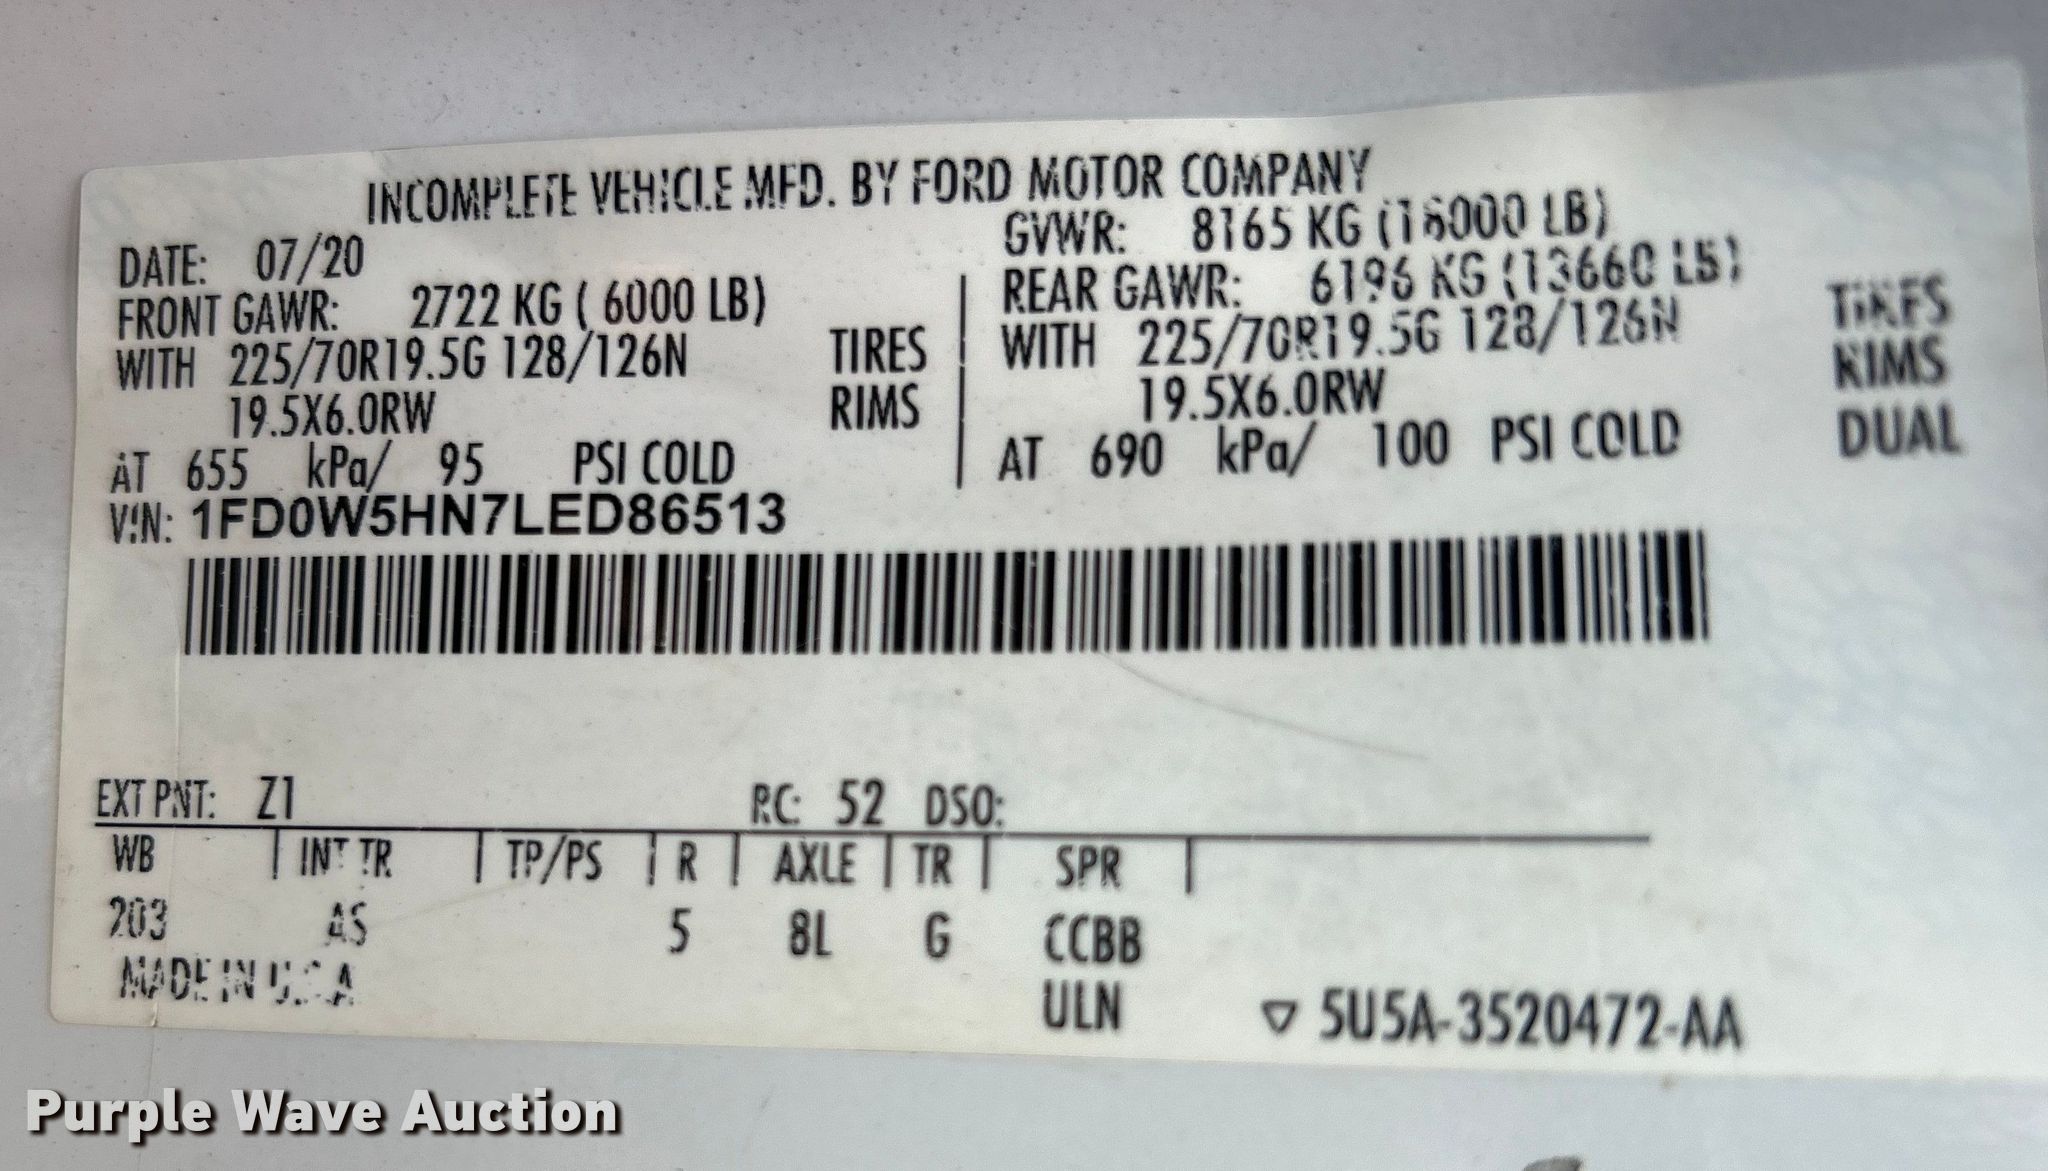 INCOMPLETE VEHICLE MFD. BY FORD MOTOR COMPANY
DATE: 07/20
GVWR: 8165 KG (18000 LB)
FRONT GAWR: 2722 KG ( 6000 LB)
REAR GAWR: 6196 KG (13660 LB)
WITH 225/70R19.5G 128/126N TIRES
WITH 225/70R19.5G 128/126N TIRES
19.5X6.0RW RIMS
19.5X6.0RW RIMS
AT 655 kPa/ 95 PSI COLD
AT 690 kPa/ 100 PSI COLD DUAL
VIN: 1FD0W5HN7LED86513
EXT PNT: Z1 RC: 52 DSO:
WB | INT TR | TP/PS | R | AXLE | TR | SPR |
203 AS 5 8L G CCBB
MADE IN U.S.A
ULN ▽ 5U5A-3520472-AA
Purple Wave Auction